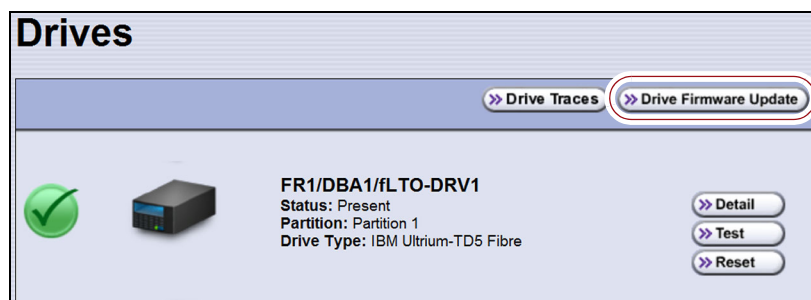 Drives
» Drive Traces
» Drive Firmware Update
FR1/DBA1/fLTO-DRV1
Status: Present
Partition: Partition 1
Drive Type: IBM Ultrium-TD5 Fibre
» Detail
» Test
» Reset